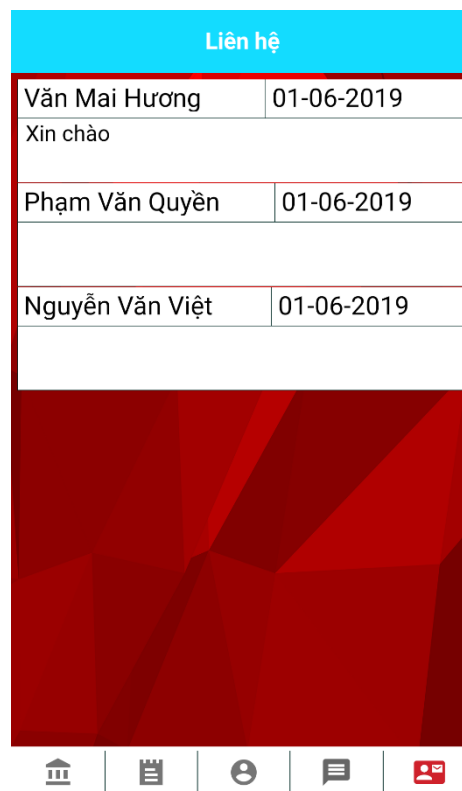 Liên hệ
Văn Mai Hương 01-06-2019
Xin chào
Phạm Văn Quyền 01-06-2019
Nguyễn Văn Việt 01-06-2019